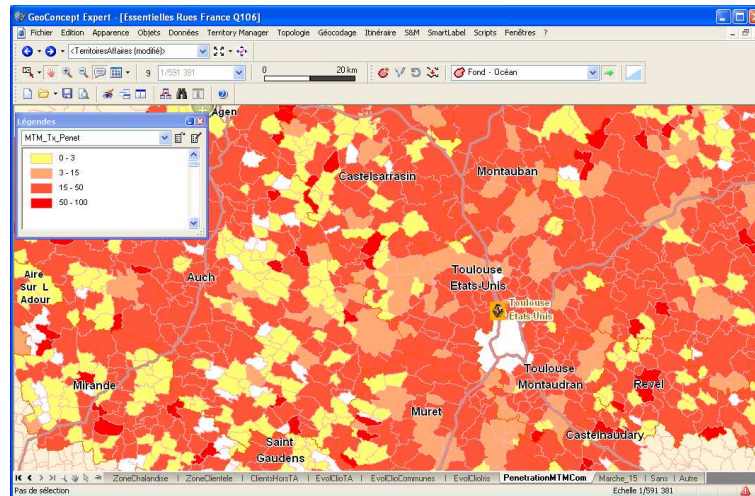 GeoConcept Expert - [Essentielles Rues France Q106]
Fichier Edition Apparence Objets Données Territory Manager Topologie Géocodage Itinéraire S&M SmartLabel Scripts Fenêtres ?
<TerritoiresAffaires (modifié)>
9 1/591 381 0 20 km Fond - Océan
Légendes
MTM_Tx_Penet
0 - 3
3 - 15
15 - 50
50 - 100
Agen
Castelsarrasin
Montauban
Aire
Sur L
Adour
Auch
Toulouse
Etats-Unis
Toulouse
Etats-Unis
Mirande
Toulouse
Montaudran
Revel
Muret
Castelnaudary
Saint
Gaudens
ZoneChalandise ZoneClientele ClientsHorsTA EvolClioTA EvolClioCommunes EvolClioIris PenetrationMTMCom Marche_15 Sans Autre
Pas de sélection Echelle 1/591 381